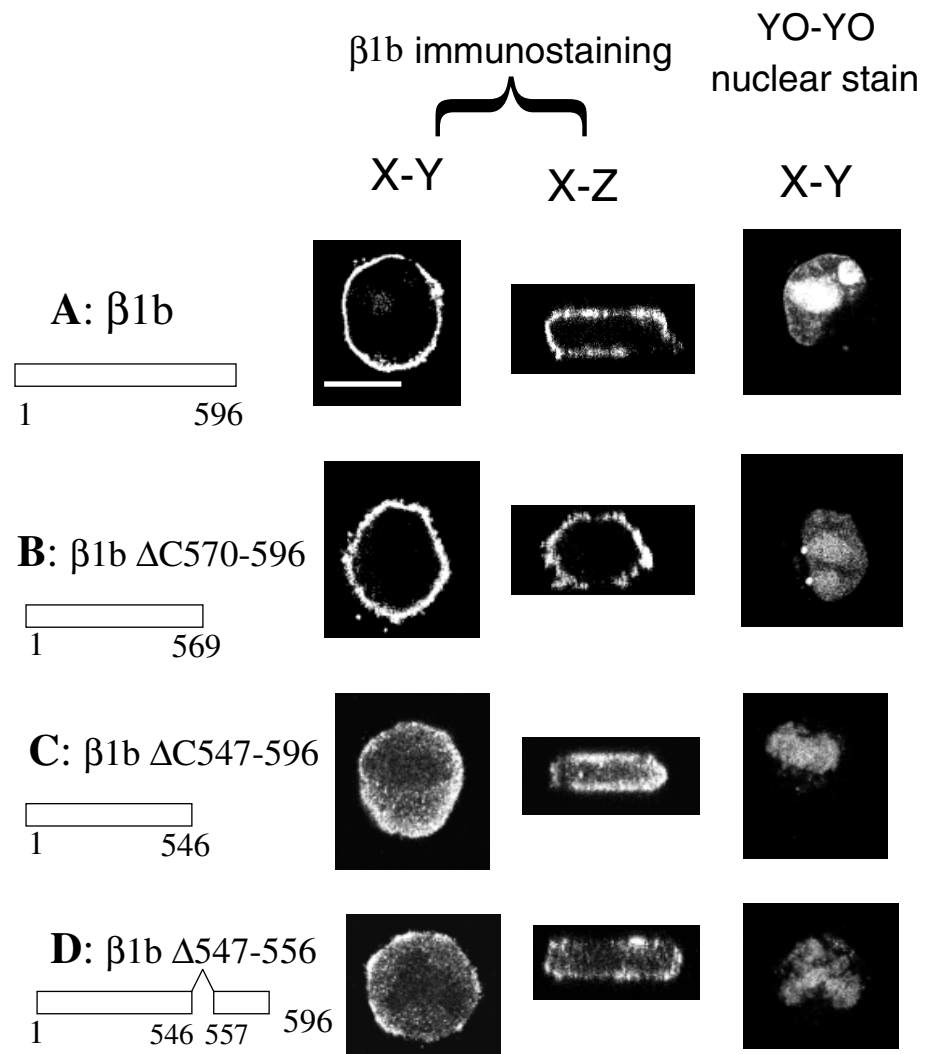 β1b immunostaining
YO-YO
nuclear stain
X-Y
X-Z
X-Y
A: β1b
1
596
B: β1b ΔC570-596
1
569
C: β1b ΔC547-596
1
546
D: β1b Δ547-556
1
546
557
596